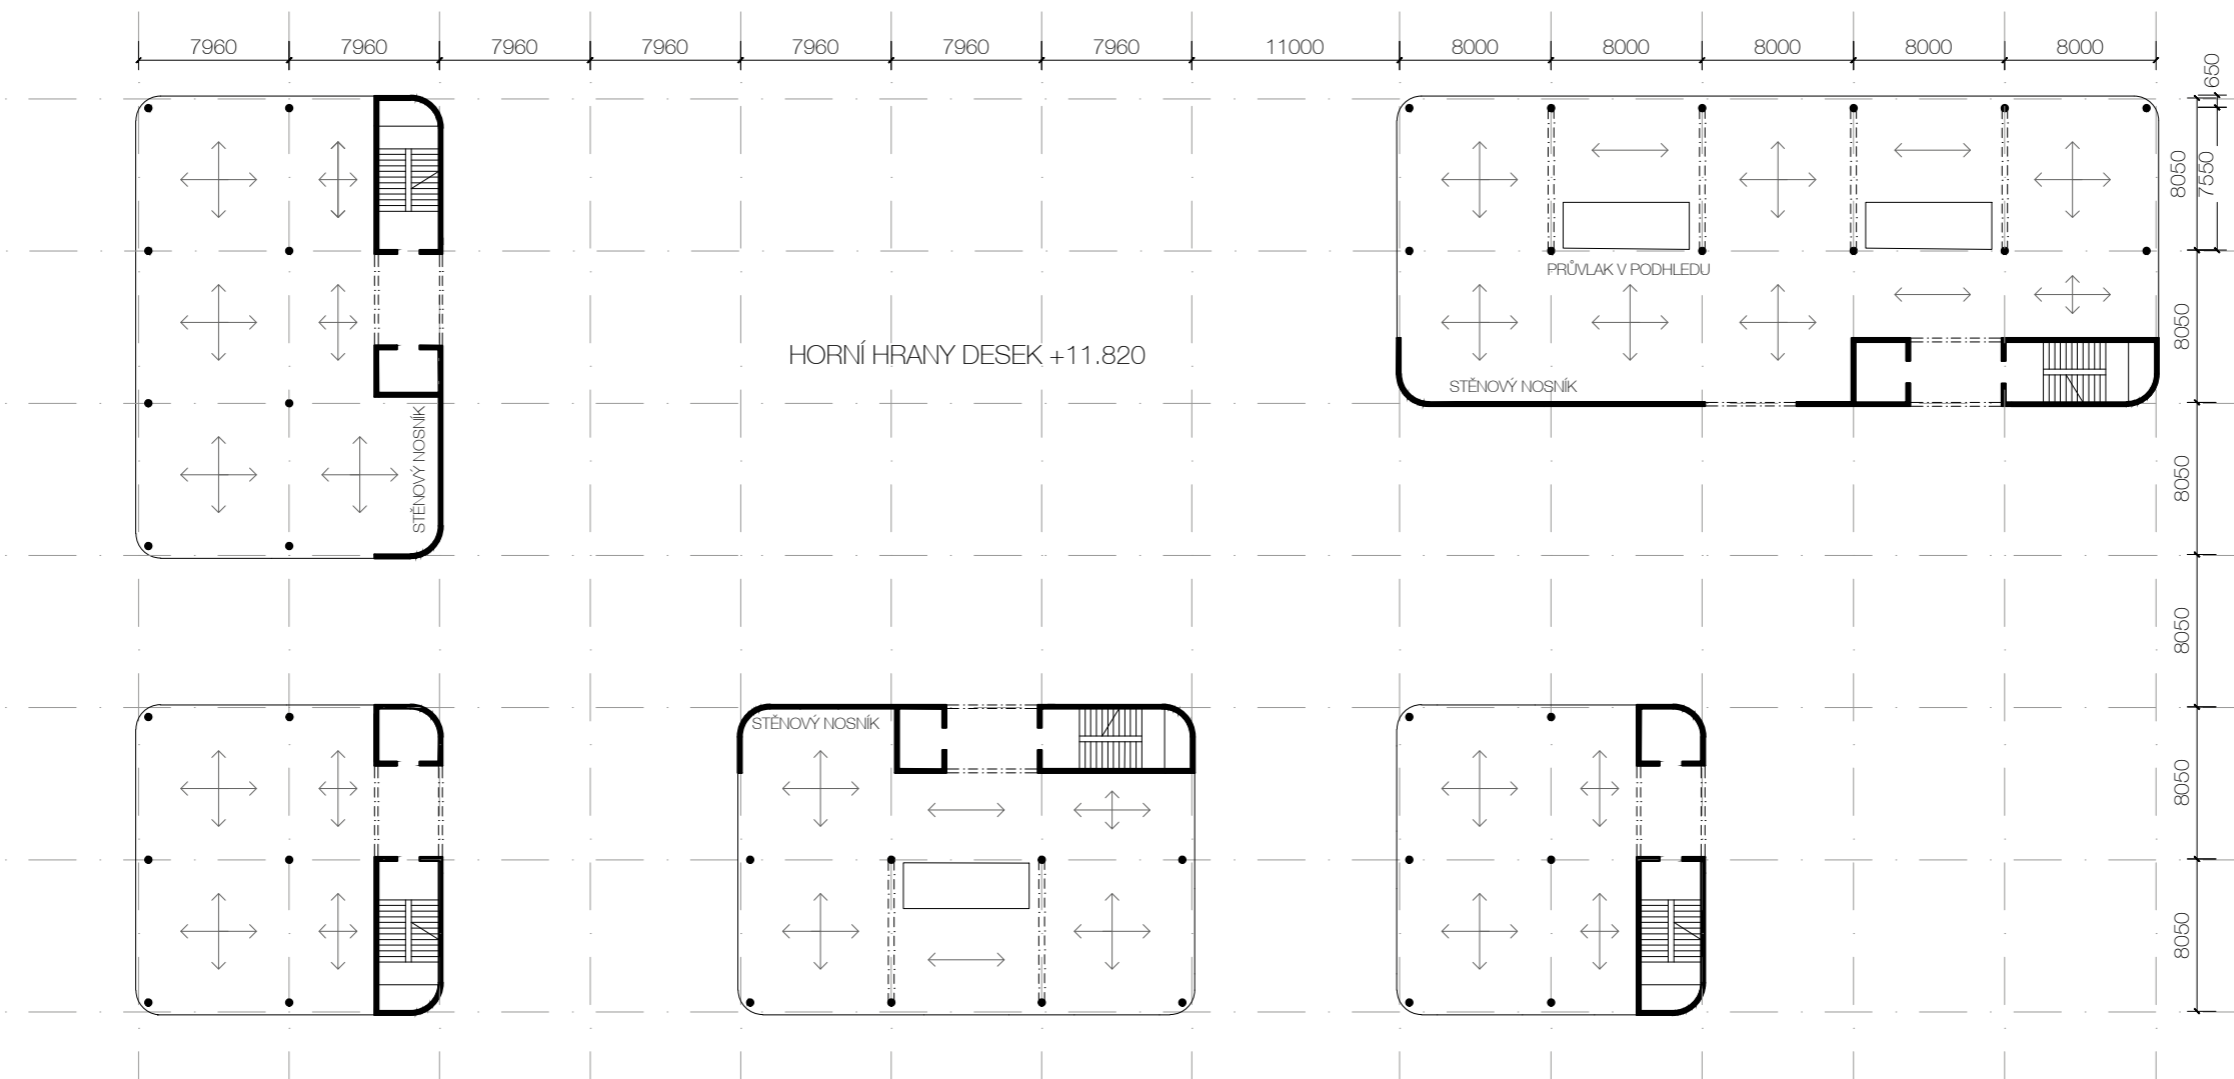 7960 7960 7960 7960 7960 7960 7960 11000 8000 8000 8000 8000 8000
650
8050
7550
PRŮVLAK V PODHLEDU
8050
HORNÍ HRANY DESEK +11.820
STĚNOVÝ NOSNÍK
STĚNOVÝ NOSNÍK
8050
8050
STĚNOVÝ NOSNÍK
8050
8050